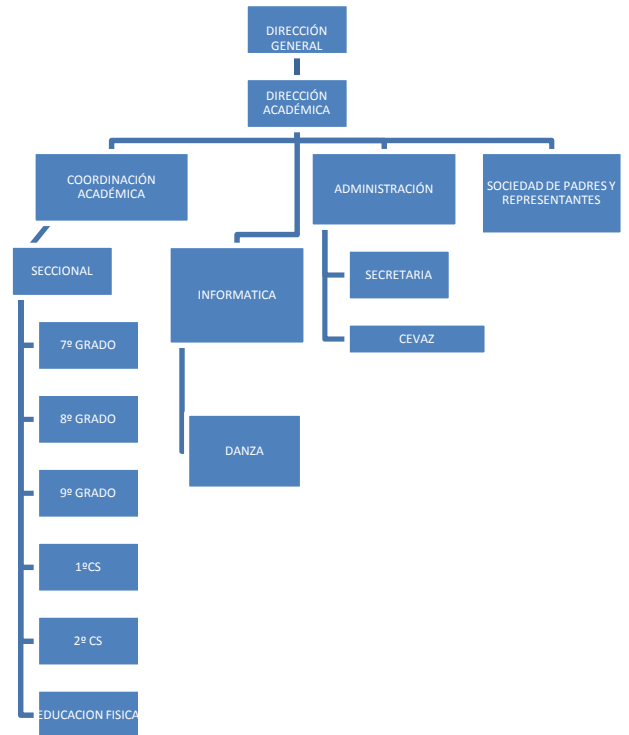 DIRECCIÓN
GENERAL
DIRECCIÓN
ACADÉMICA
COORDINACIÓN
ACADÉMICA
ADMINISTRACIÓN
SOCIEDAD DE PADRES Y
REPRESENTANTES
SECCIONAL
INFORMATICA
SECRETARIA
CEVAZ
7º GRADO
8º GRADO
DANZA
9º GRADO
1ºCS
2º CS
EDUCACION FISICA